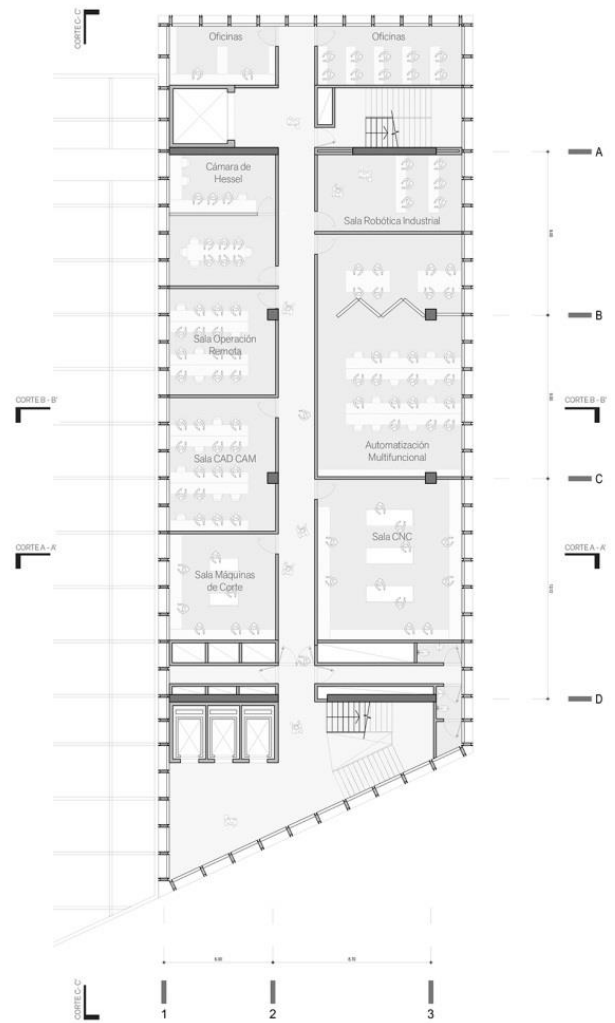 CORTE C - C'
Oficinas
Oficinas
A
Cámara de
Hessel
Sala Robótica Industrial
B
Sala Operación
Remota
CORTE B - B'
CORTE B - B'
Automatización
Multifuncional
Sala CAD CAM
C
Sala CNC
CORTE A - A'
CORTE A - A'
Sala Máquinas
de Corte
D
CORTE C - C'
1
2
3